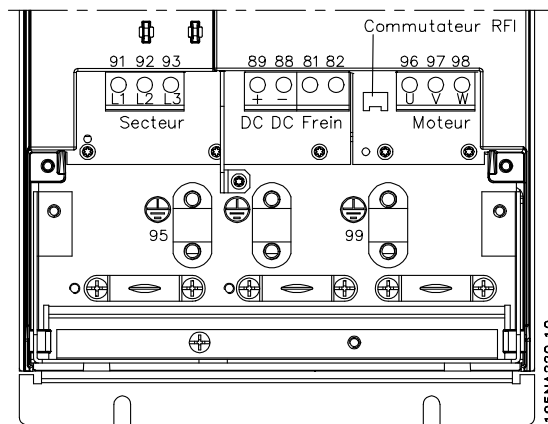 Commutateur RFI
91 92 93 89 88 81 82 96 97 98
L1 L2 L3 + − U V W
Secteur DC DC Frein Moteur
95 99